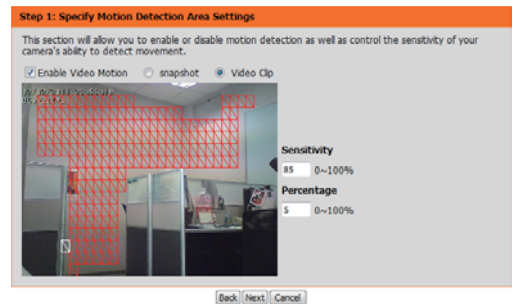 Step 1: Specify Motion Detection Area Settings
This section will allow you to enable or disable motion detection as well as control the sensitivity of your
camera's ability to detect movement.
Enable Video Motion snapshot Video Clip
Sensitivity
85 0~100%
Percentage
5 0~100%
Back Next Cancel